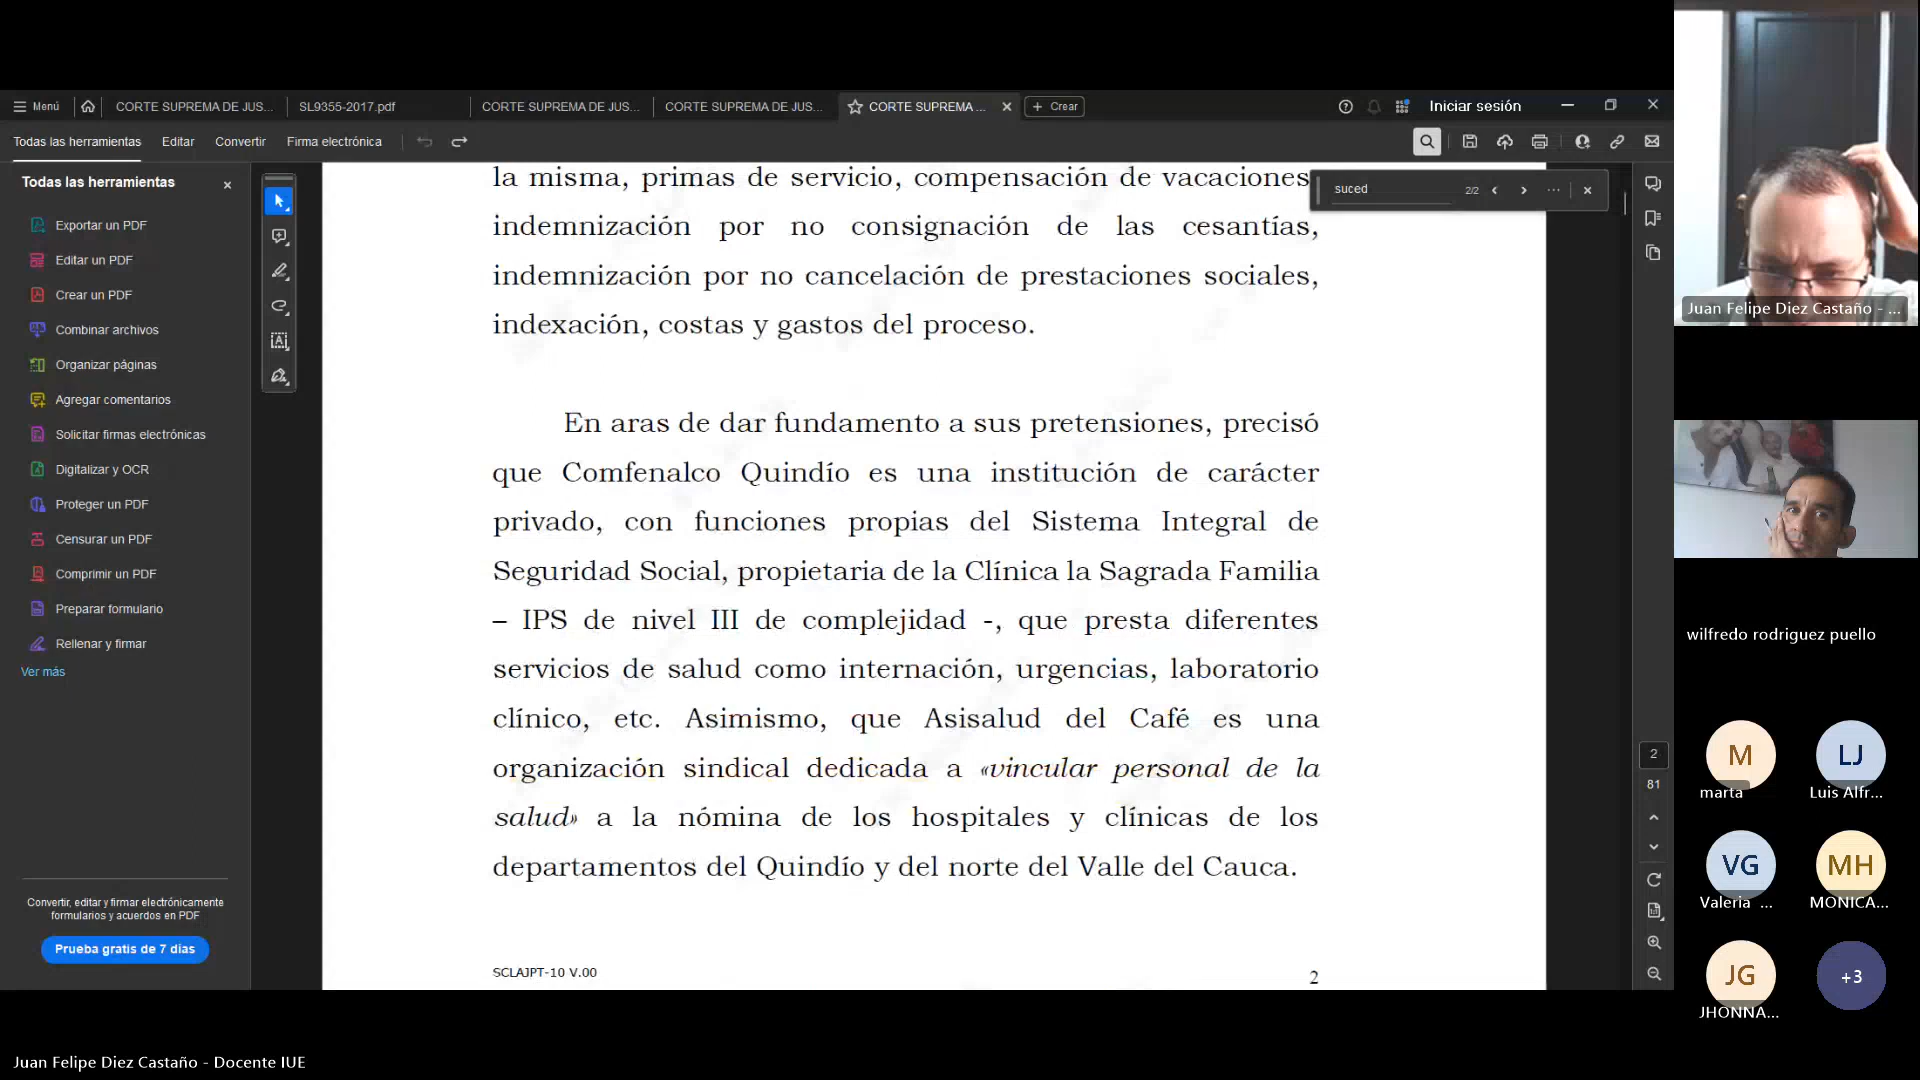 Menú
CORTE SUPREMA DE JUS...
SL9355-2017.pdf
CORTE SUPREMA DE JUS...
CORTE SUPREMA DE JUS...
CORTE SUPREMA ...
Crear
Iniciar sesión
Todas las herramientas
Editar
Convertir
Firma electrónica
Todas las herramientas
Exportar un PDF
Editar un PDF
Crear un PDF
Combinar archivos
Organizar páginas
Agregar comentarios
Solicitar firmas electrónicas
Digitalizar y OCR
Proteger un PDF
Censurar un PDF
Comprimir un PDF
Preparar formulario
Rellenar y firmar
Ver más
Convertir, editar y firmar electrónicamente
formularios y acuerdos en PDF
Prueba gratis de 7 días
suced
2/2
la misma, primas de servicio, compensación de vacaciones
indemnización por no consignación de las cesantías,
indemnización por no cancelación de prestaciones sociales,
indexación, costas y gastos del proceso.
En aras de dar fundamento a sus pretensiones, precisó
que Comfenalco Quindío es una institución de carácter
privado, con funciones propias del Sistema Integral de
Seguridad Social, propietaria de la Clínica la Sagrada Familia
– IPS de nivel III de complejidad -, que presta diferentes
servicios de salud como internación, urgencias, laboratorio
clínico, etc. Asimismo, que Asisalud del Café es una
organización sindical dedicada a «vincular personal de la
salud» a la nómina de los hospitales y clínicas de los
departamentos del Quindío y del norte del Valle del Cauca.
SCLAJPT-10 V.00
2
2
81
Juan Felipe Diez Castaño - ...
wilfredo rodriguez puello
M
marta
LJ
Luis Alfr...
VG
Valeria ...
MH
MONICA...
JG
JHONNA...
+3
Juan Felipe Diez Castaño - Docente IUE